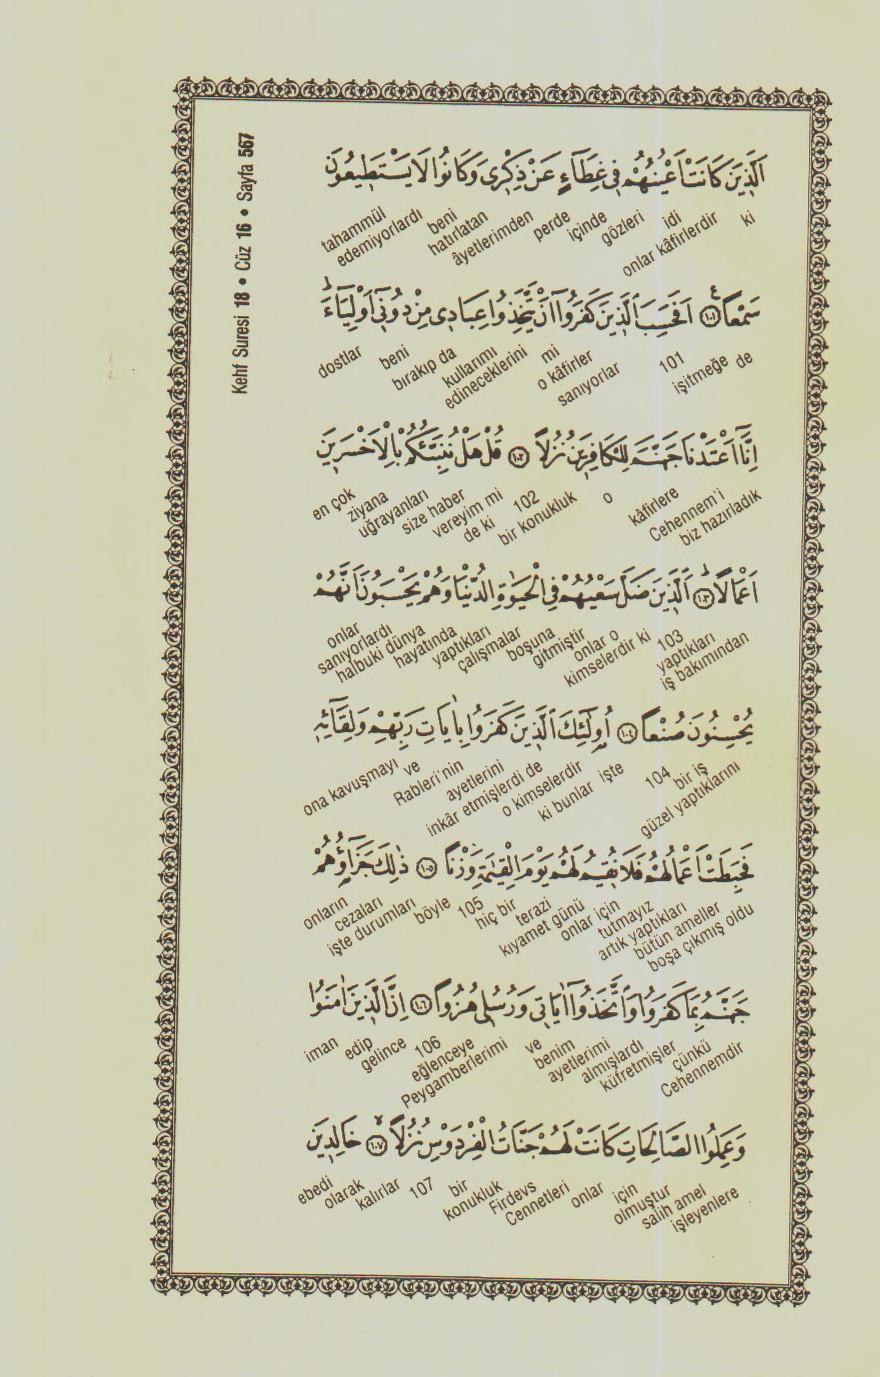 Kehf Suresi 18 • Cüz 16 • Sayfa 567
اَلَّذٖينَ كَانَتْ اَعْيُنُهُمْ فٖى غِطَٓاءٍ عَنْ ذِكْرٖى وَكَانُوا لَا يَسْتَطٖيعُونَ
ki onlar kâfirlerdir idi gözleri içinde perde âyetlerimden hatırlatan beni tahammül edemiyorlardı
سَمْعًا ﴿١٠١﴾ اَفَحَسِبَ الَّذٖينَ كَفَرُٓوا اَنْ يَتَّخِذُوا عِبَادٖى مِنْ دُونٖٓى اَوْلِيَٓاءَ
de işitmeğe 101 sanıyorlar o kâfirler mi edineceklerini kullarımı bırakıp da beni dostlar
اِنَّٓا اَعْتَدْنَا جَهَنَّمَ لِلْكَافِرٖينَ نُزُلًا ﴿١٠٢﴾ قُلْ هَلْ نُنَبِّئُكُمْ بِالْاَخْسَرٖينَ
biz hazırladık Cehennem'i kâfirlere o bir konukluk 102 de ki vereyim mi size haber uğrayanları ziyana en çok
اَعْمَالًا ﴿١٠٣﴾ اَلَّذٖينَ ضَلَّ سَعْيُهُمْ فِى الْحَيٰوةِ الدُّنْيَا وَهُمْ يَحْسَبُونَ اَنَّهُمْ
iş bakımından yaptıkları 103 kimselerdir ki onlar o gitmiştir boşuna çalışmalar yaptıkları hayatında halbuki dünya sanıyorlardı onlar
يُحْسِنُونَ صُنْعًا ﴿١٠٤﴾ اُولٰٓئِكَ الَّذٖينَ كَفَرُوا بِاٰيَاتِ رَبِّهِمْ وَلِقَٓائِهٖ
güzel yaptıklarını bir iş 104 işte ki bunlar o kimselerdir inkâr etmişlerdi de ayetlerini Rableri'nin ve ona kavuşmayı
فَحَبِطَتْ اَعْمَالُهُمْ فَلَا نُقٖيمُ لَهُمْ يَوْمَ الْقِيٰمَةِ وَزْنًا ﴿١٠٥﴾ ذٰلِكَ جَزَٓاؤُهُمْ
boşa çıkmış oldu bütün ameller artık yaptıkları tutmayız onlar için kıyamet günü terazi hiç bir 105 böyle işte durumları cezaları onların
جَهَنَّمُ بِمَا كَفَرُوا وَاتَّخَذُٓوا اٰيَاتٖى وَرُسُلٖى هُزُوًا ﴿١٠٦﴾ اِنَّ الَّذٖينَ اٰمَنُوا
Cehennemdir çünkü küfretmişler almışlardı ayetlerimi benim ve Peygamberlerimi eğlenceye 106 gelince edip iman
وَعَمِلُوا الصَّالِحَاتِ كَانَتْ لَهُمْ جَنَّاتُ الْفِرْدَوْسِ نُزُلًا ﴿١٠٧﴾ خَالِدٖينَ
işleyenlere salih amel olmuştur için onlar Cennetleri Firdevs konukluk bir 107 kalırlar olarak ebedi